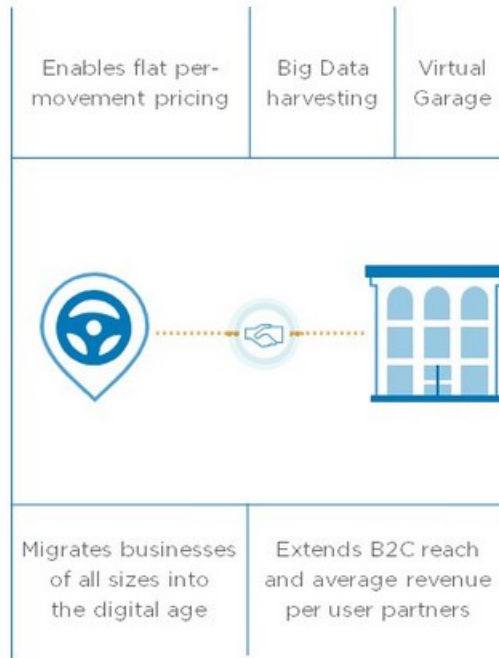 Enables flat per-
movement pricing
Big Data
harvesting
Virtual
Garage
Migrates businesses
of all sizes into
the digital age
Extends B2C reach
and average revenue
per user partners